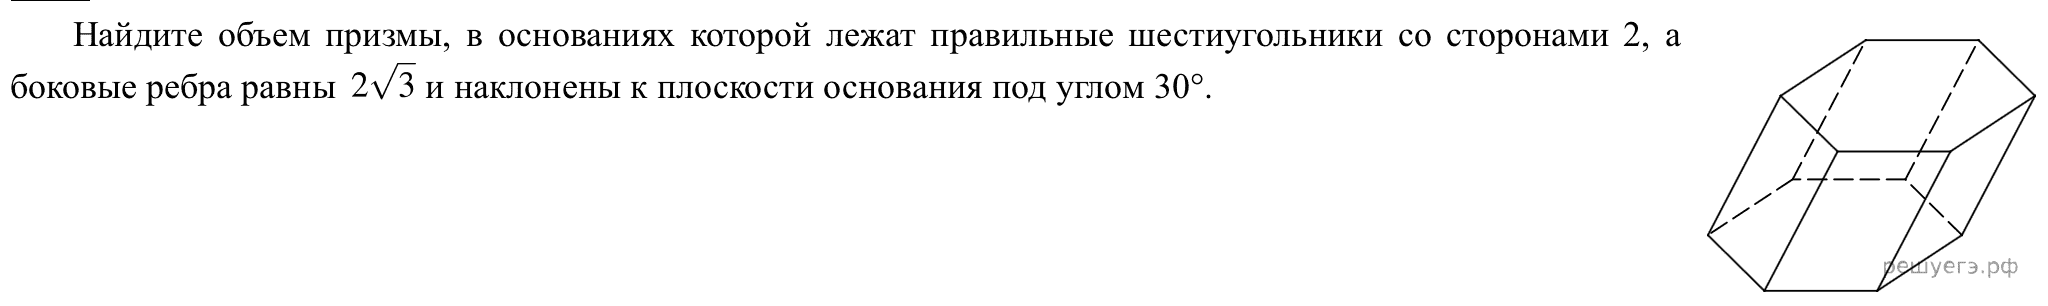 Найдите объем призмы, в основаниях которой лежат правильные шестиугольники со сторонами 2, а
боковые ребра равны 2√3 и наклонены к плоскости основания под углом 30°.
решуегэ.рф